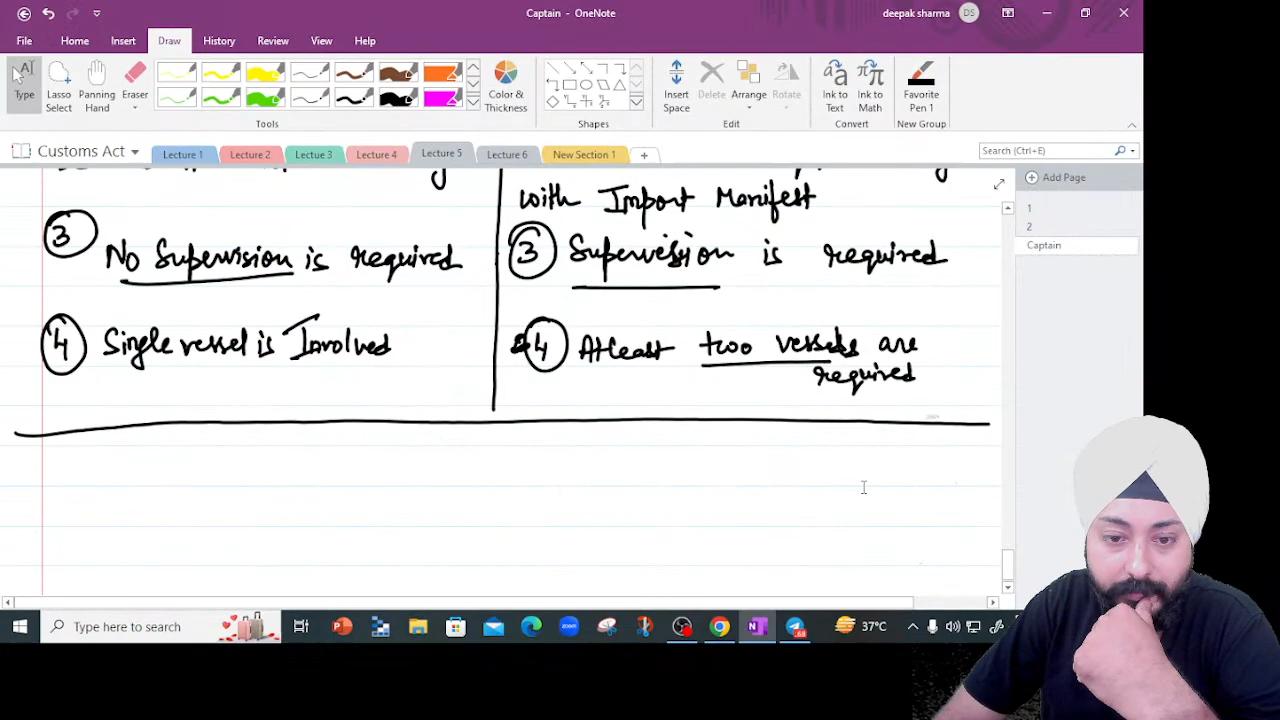 Captain - OneNote
deepak sharma
DS
File
Home
Insert
Draw
History
Review
View
Help
Type
Lasso Select
Panning Hand
Eraser
Color & Thickness
Insert Space
Delete
Arrange
Rotate
Ink to Text
Ink to Math
Favorite Pen 1
Tools
Shapes
Edit
Convert
New Group
Customs Act
Lecture 1
Lecture 2
Lectue 3
Lecture 4
Lecture 5
Lecture 6
New Section 1
Search (Ctrl+E)
Add Page
1
2
Captain
with Import Manifest
3 No Supervision is required
3 Supervision is required
4 Single vessel is Involved
4 Atleast two vessels are
required
Type here to search
37°C